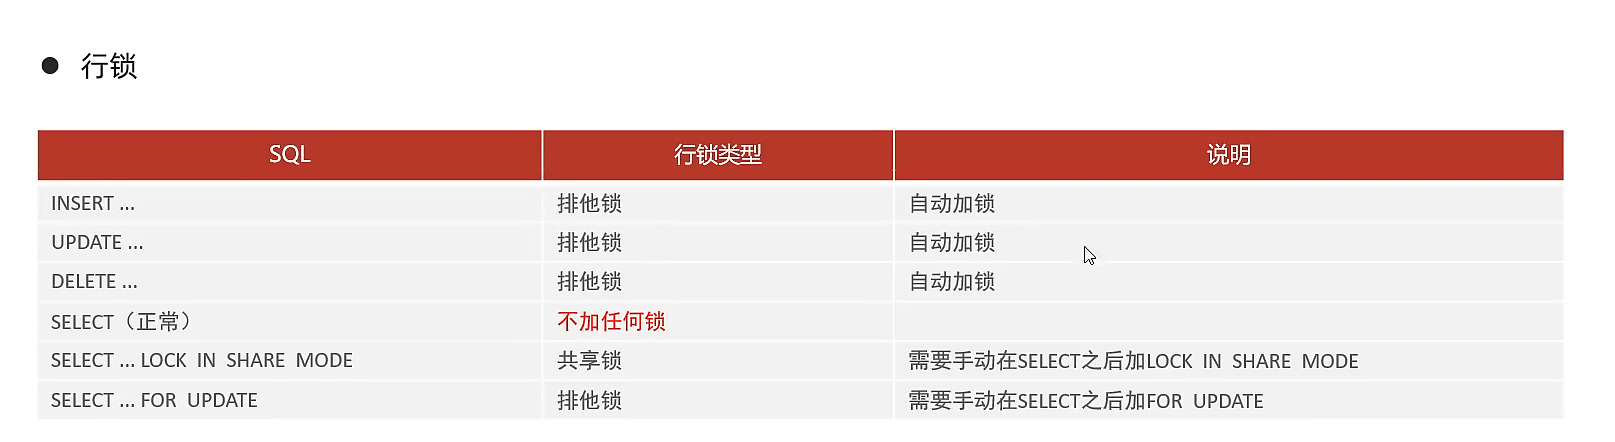 ● 行锁
SQL 行锁类型 说明
INSERT ... 排他锁 自动加锁
UPDATE ... 排他锁 自动加锁
DELETE ... 排他锁 自动加锁
SELECT（正常） 不加任何锁
SELECT ... LOCK IN SHARE MODE 共享锁 需要手动在SELECT之后加LOCK IN SHARE MODE
SELECT ... FOR UPDATE 排他锁 需要手动在SELECT之后加FOR UPDATE